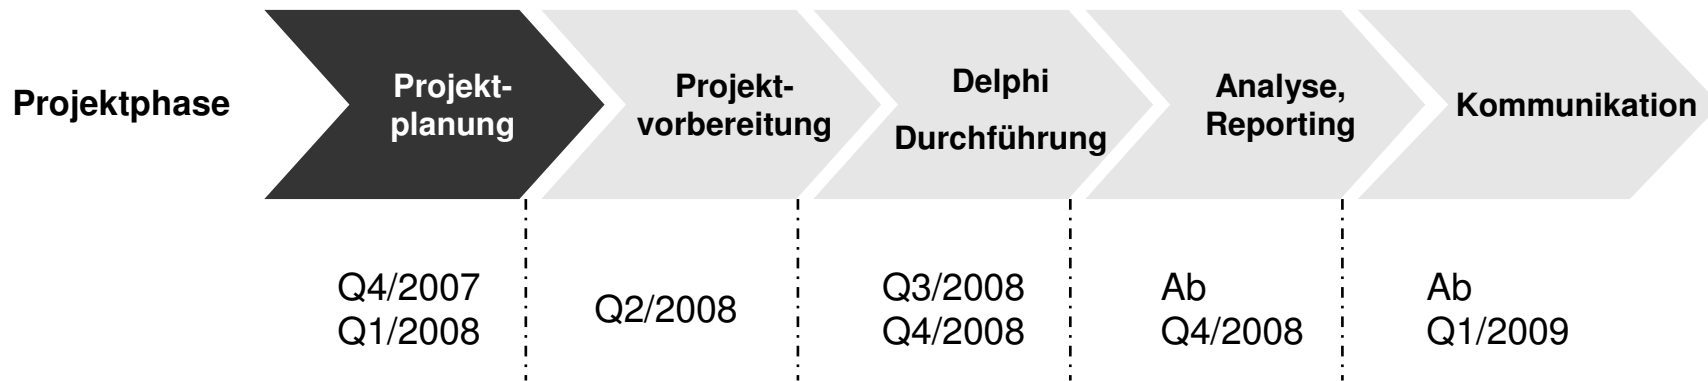 Projektphase
Projekt-
planung
Projekt-
vorbereitung
Delphi
Durchführung
Analyse,
Reporting
Kommunikation
Q4/2007
Q1/2008
Q2/2008
Q3/2008
Q4/2008
Ab
Q4/2008
Ab
Q1/2009